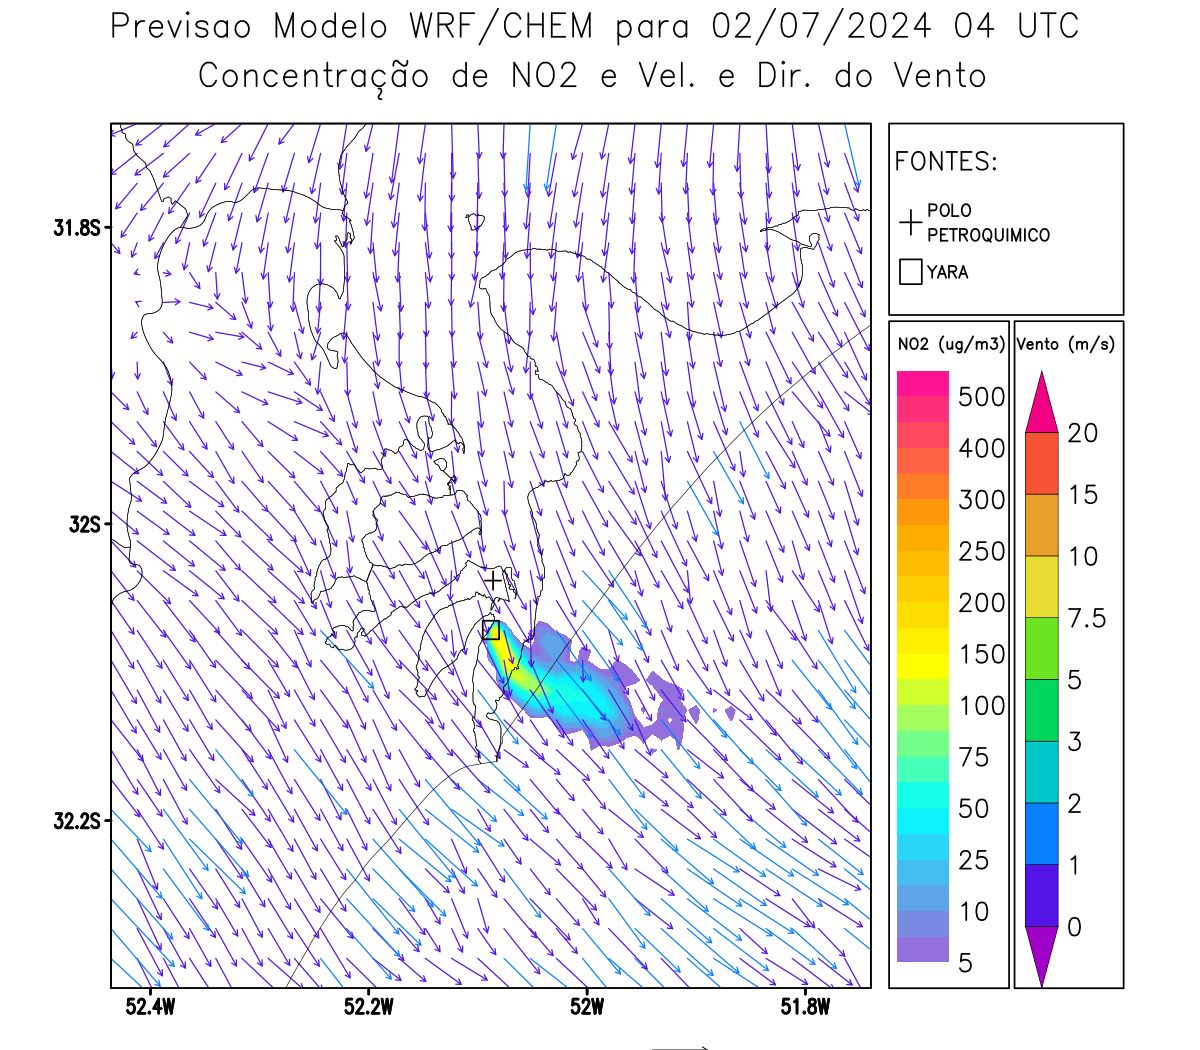 Previsao Modelo WRF/CHEM para 02/07/2024 04 UTC
Concentração de NO2 e Vel. e Dir. do Vento
FONTES:
POLO
PETROQUIMICO
YARA
NO2 (ug/m3)
500
400
300
250
200
150
100
75
50
25
10
5
Vento (m/s)
20
15
10
7.5
5
3
2
1
0
31.8S
32S
32.2S
52.4W
52.2W
52W
51.8W